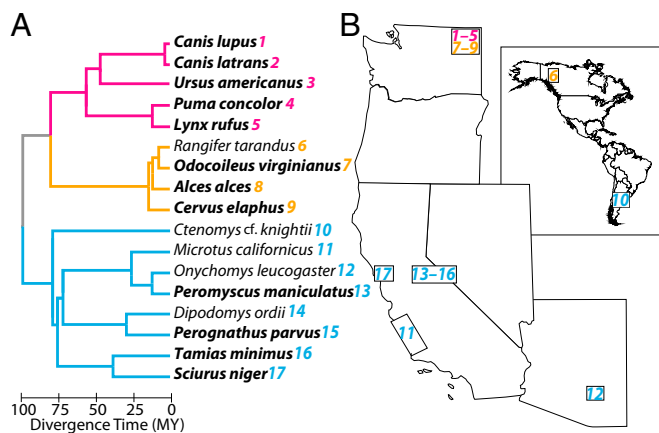 A
Canis lupus 1
Canis latrans 2
Ursus americanus 3
Puma concolor 4
Lynx rufus 5
Rangifer tarandus 6
Odocoileus virginianus 7
Alces alces 8
Cervus elaphus 9
Ctenomys cf. knightii 10
Microtus californicus 11
Onychomys leucogaster 12
Peromyscus maniculatus 13
Dipodomys ordii 14
Perognathus parvus 15
Tamias minimus 16
Sciurus niger 17
100 75 50 25 0
Divergence Time (MY)
B
1–5
7–9
6
10
17
13–16
11
12